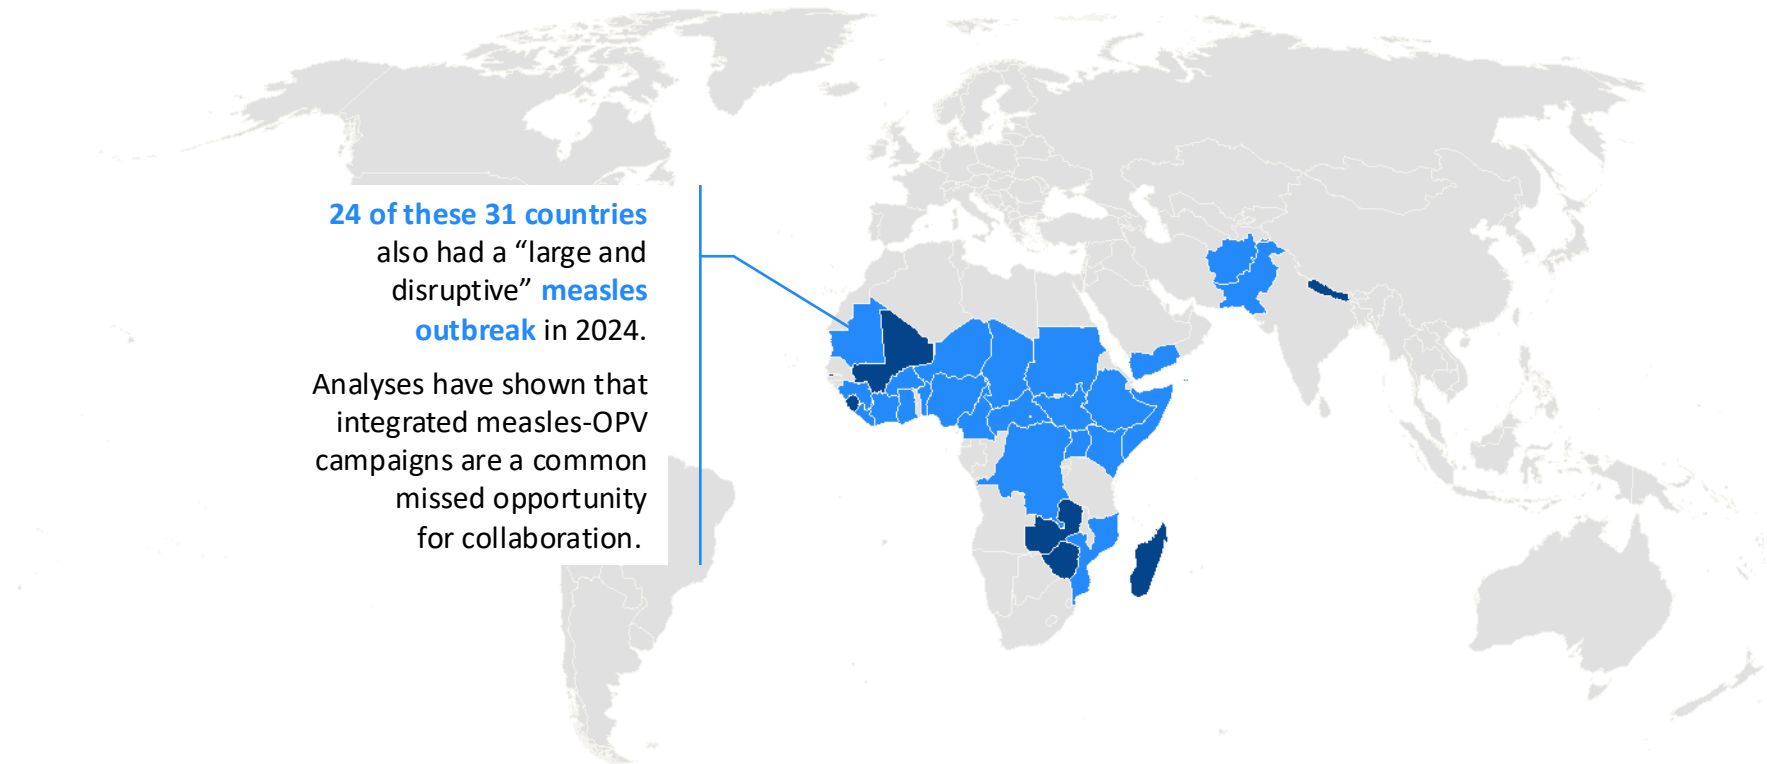 24 of these 31 countries
also had a “large and
disruptive” measles
outbreak in 2024.
Analyses have shown that
integrated measles-OPV
campaigns are a common
missed opportunity
for collaboration.